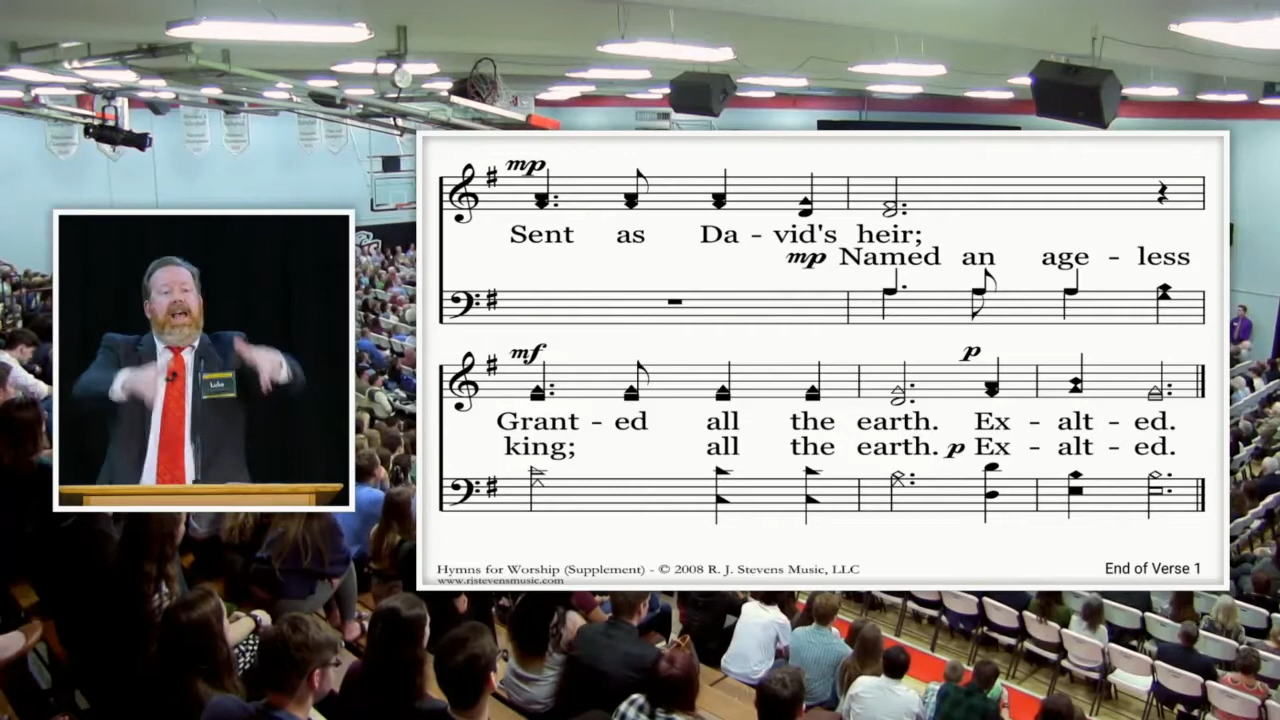 mp
Sent as Da - vid's heir;
mp Named an age - less
mf p
Grant - ed all the earth. Ex - alt - ed.
king; all the earth. p Ex - alt - ed.
Hymns for Worship (Supplement) - © 2008 R. J. Stevens Music, LLC
www.rjstevensmusic.com
End of Verse 1